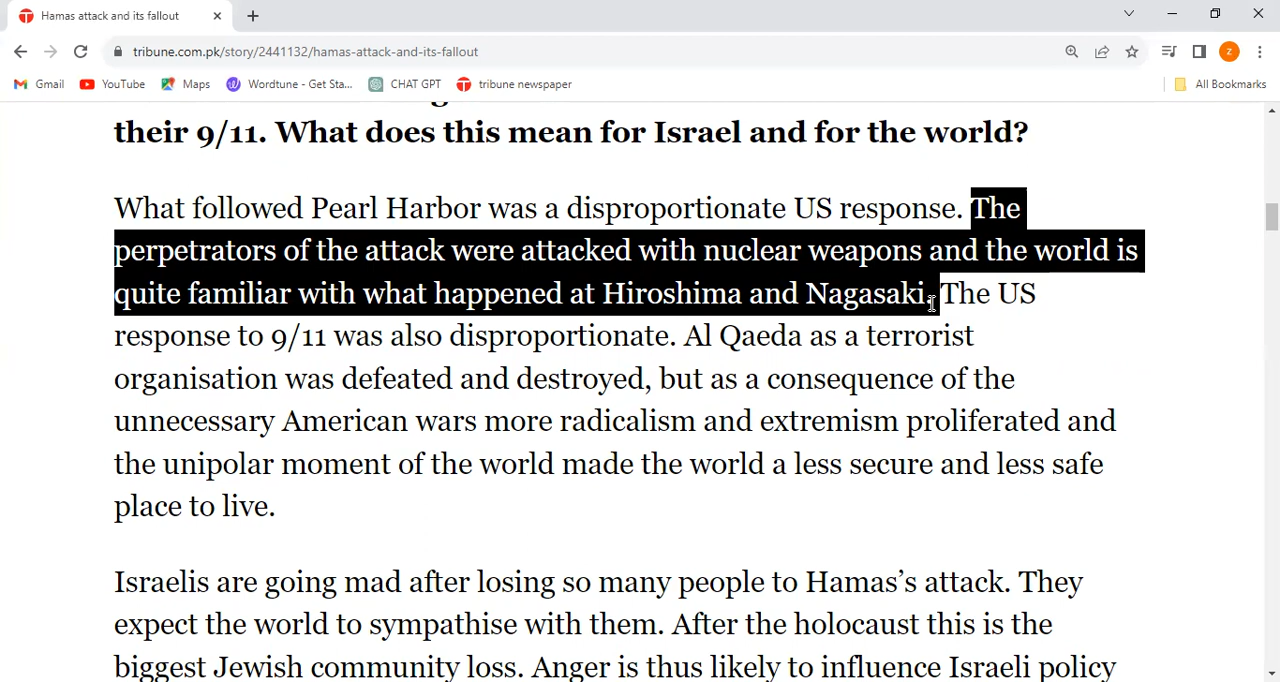 Hamas attack and its fallout
tribune.com.pk/story/2441132/hamas-attack-and-its-fallout
Z
Gmail YouTube Maps Wordtune - Get Sta... CHAT GPT tribune newspaper All Bookmarks
their 9/11. What does this mean for Israel and for the world?
What followed Pearl Harbor was a disproportionate US response. The
perpetrators of the attack were attacked with nuclear weapons and the world is
quite familiar with what happened at Hiroshima and Nagasaki. The US
response to 9/11 was also disproportionate. Al Qaeda as a terrorist
organisation was defeated and destroyed, but as a consequence of the
unnecessary American wars more radicalism and extremism proliferated and
the unipolar moment of the world made the world a less secure and less safe
place to live.
Israelis are going mad after losing so many people to Hamas’s attack. They
expect the world to sympathise with them. After the holocaust this is the
biggest Jewish community loss. Anger is thus likely to influence Israeli policy